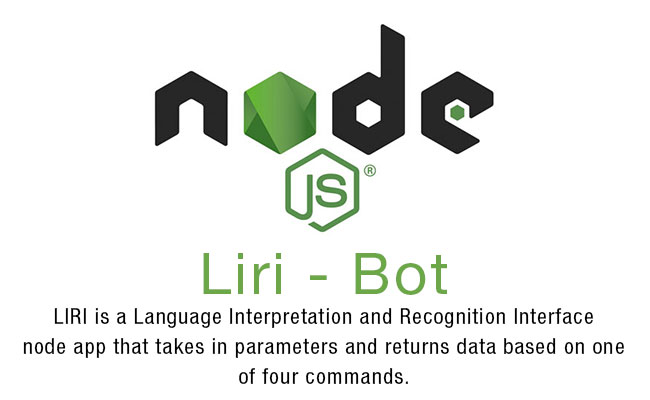 node
JS®
Liri - Bot
LIRI is a Language Interpretation and Recognition Interface
node app that takes in parameters and returns data based on one
of four commands.